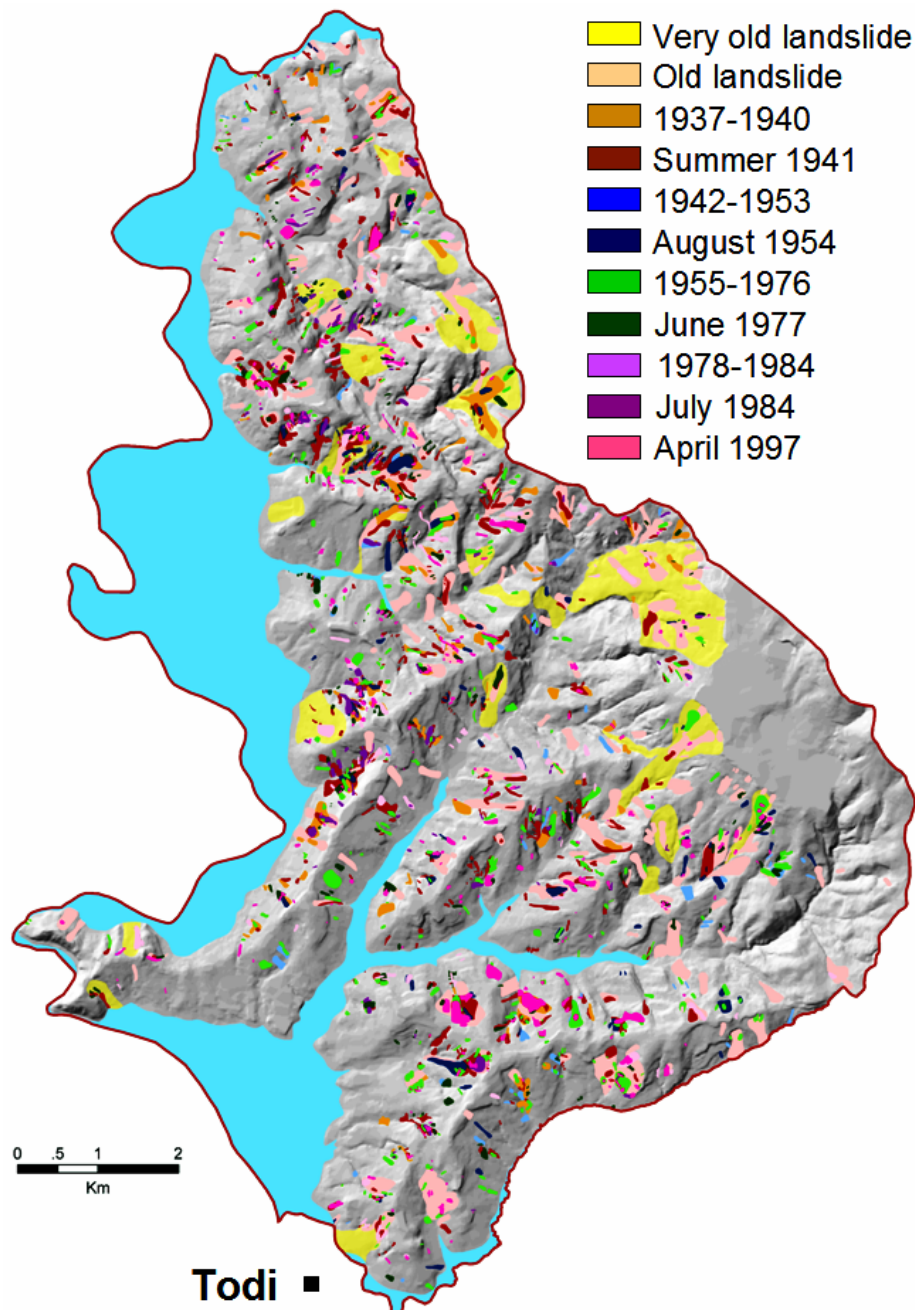 Very old landslide
Old landslide
1937-1940
Summer 1941
1942-1953
August 1954
1955-1976
June 1977
1978-1984
July 1984
April 1997
0 .5 1 2
Km
Todi